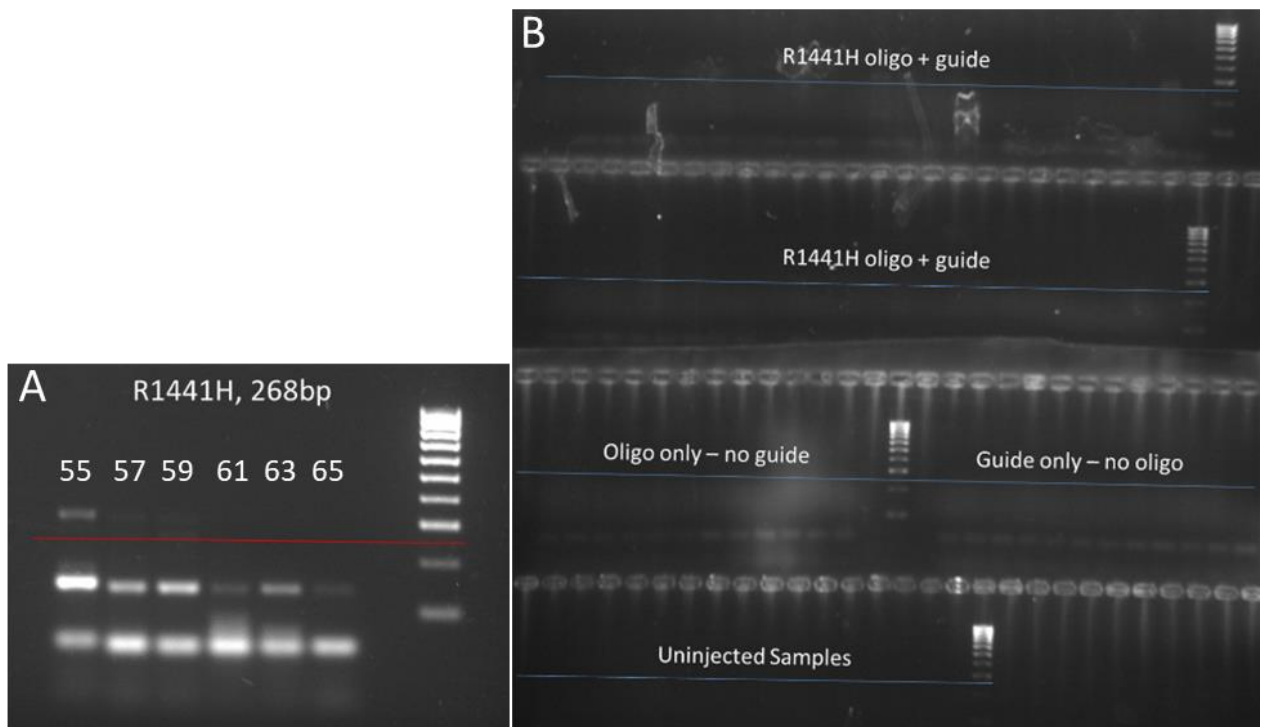 A
R1441H, 268bp
55 57 59 61 63 65
B
R1441H oligo + guide
R1441H oligo + guide
Oligo only – no guide
Guide only – no oligo
Uninjected Samples